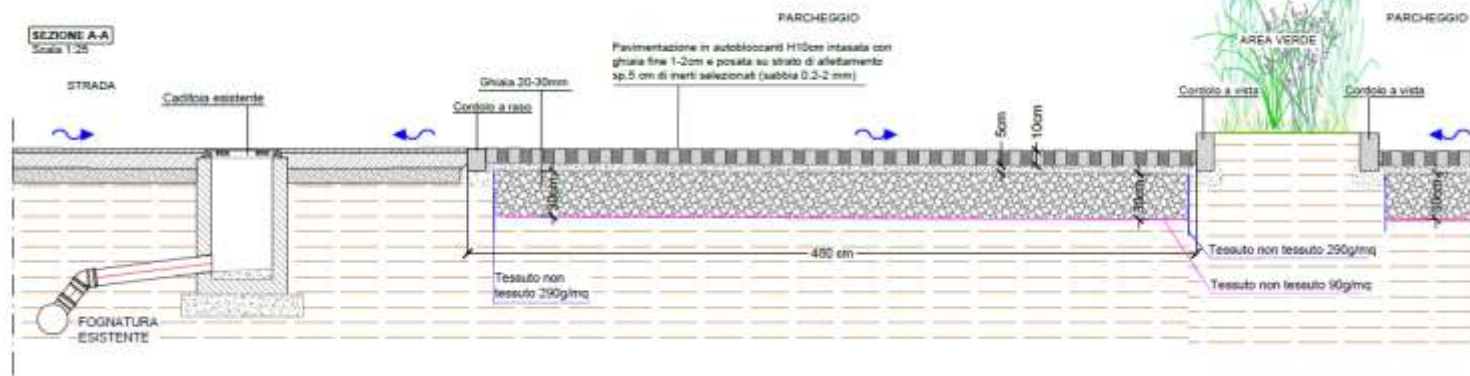 SEZIONE A-A
Scala 1:25
STRADA
Caditoia esistente
Cordolo a raso
Ghiaia 20-30mm
PARCHEGGIO
Pavimentazione in autobloccanti H10cm intasata con
ghiaia fine 1-2cm e posata su strato di allettamento
sp.5 cm di inerti selezionati (sabbia 0.2-2 mm)
5cm
10cm
AREA VERDE
Cordolo a vista
Cordolo a vista
PARCHEGGIO
30cm
30cm
30cm
480 cm
Tessuto non
tessuto 290g/mq
Tessuto non tessuto 290g/mq
Tessuto non tessuto 90g/mq
FOGNATURA
ESISTENTE